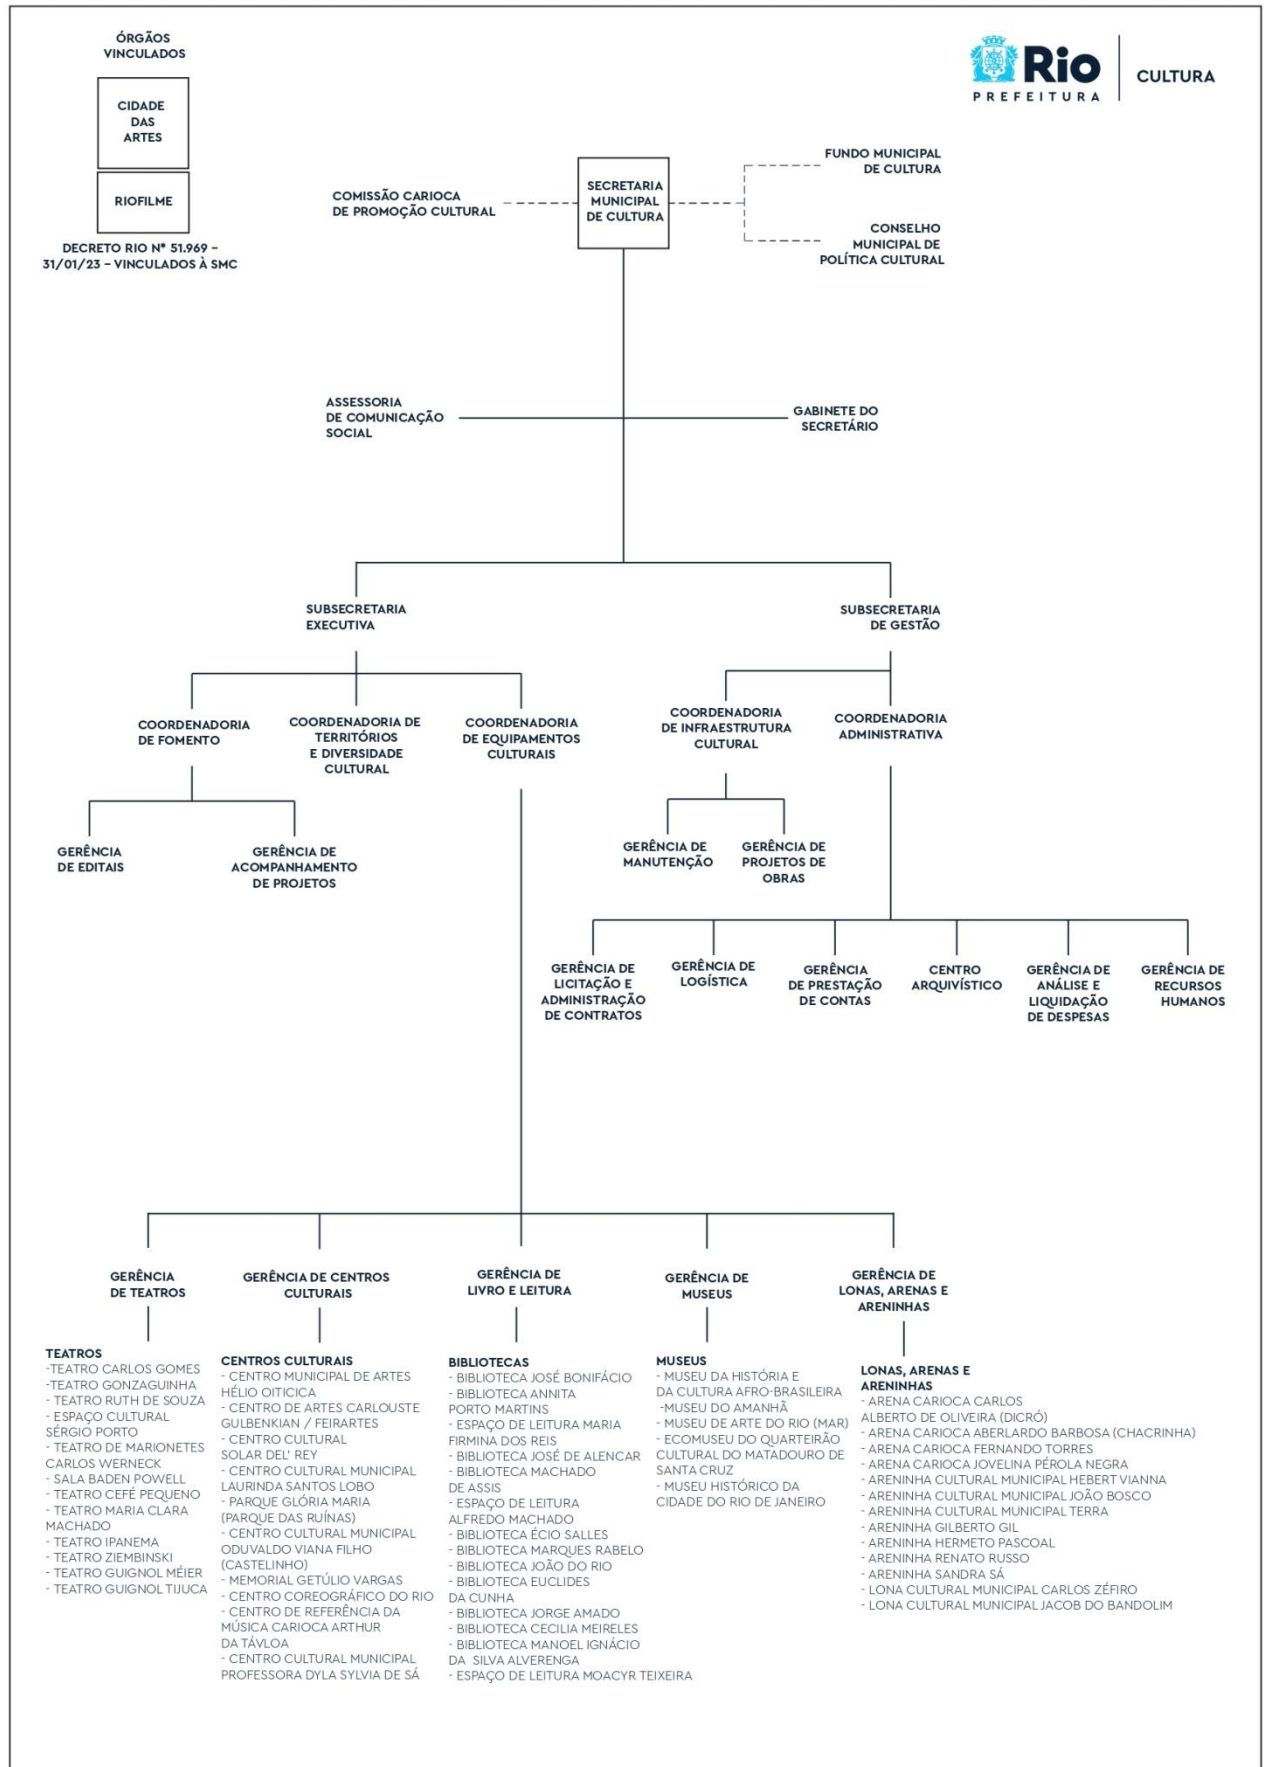 ÓRGÃOS
VINCULADOS
CIDADE
DAS
ARTES
RIOFILME
DECRETO RIO Nº 51.969 –
31/01/23 – VINCULADOS À SMC
Rio
PREFEITURA
CULTURA
COMISSÃO CARIOCA
DE PROMOÇÃO CULTURAL
SECRETARIA
MUNICIPAL
DE CULTURA
FUNDO MUNICIPAL
DE CULTURA
CONSELHO
MUNICIPAL DE
POLÍTICA CULTURAL
ASSESSORIA
DE COMUNICAÇÃO
SOCIAL
GABINETE DO
SECRETÁRIO
SUBSECRETARIA
EXECUTIVA
SUBSECRETARIA
DE GESTÃO
COORDENADORIA
DE FOMENTO
COORDENADORIA DE
TERRITÓRIOS
E DIVERSIDADE
CULTURAL
COORDENADORIA
DE EQUIPAMENTOS
CULTURAIS
COORDENADORIA
DE INFRAESTRUTURA
CULTURAL
COORDENADORIA
ADMINISTRATIVA
GERÊNCIA
DE EDITAIS
GERÊNCIA DE
ACOMPANHAMENTO
DE PROJETOS
GERÊNCIA DE
MANUTENÇÃO
GERÊNCIA DE
PROJETOS DE
OBRAS
GERÊNCIA DE
LICITAÇÃO E
ADMINISTRAÇÃO
DE CONTRATOS
GERÊNCIA DE
LOGÍSTICA
GERÊNCIA
DE PRESTAÇÃO
DE CONTAS
CENTRO
ARQUIVÍSTICO
GERÊNCIA DE
ANÁLISE E
LIQUIDAÇÃO
DE DESPESAS
GERÊNCIA DE
RECURSOS
HUMANOS
GERÊNCIA
DE TEATROS
GERÊNCIA DE CENTROS
CULTURAIS
GERÊNCIA DE
LIVRO E LEITURA
GERÊNCIA DE
MUSEUS
GERÊNCIA DE
LONAS, ARENAS E
ARENINHAS
TEATROS
-TEATRO CARLOS GOMES
-TEATRO GONZAGUINHA
- TEATRO RUTH DE SOUZA
- ESPAÇO CULTURAL
SÉRGIO PORTO
- TEATRO DE MARIONETES
CARLOS WERNECK
- SALA BADEN POWELL
- TEATRO CEFÉ PEQUENO
- TEATRO MARIA CLARA
MACHADO
- TEATRO IPANEMA
- TEATRO ZIEMBINSKI
- TEATRO GUIGNOL MÉIER
- TEATRO GUIGNOL TIJUCA
CENTROS CULTURAIS
- CENTRO MUNICIPAL DE ARTES
HÉLIO OITICICA
- CENTRO DE ARTES CARLOUSTE
GULBENKIAN / FEIRARTES
- CENTRO CULTURAL
SOLAR DEL' REY
- CENTRO CULTURAL MUNICIPAL
LAURINDA SANTOS LOBO
- PARQUE GLÓRIA MARIA
(PARQUE DAS RUÍNAS)
- CENTRO CULTURAL MUNICIPAL
ODUVALDO VIANA FILHO
(CASTELINHO)
- MEMORIAL GETÚLIO VARGAS
- CENTRO COREOGRÁFICO DO RIO
- CENTRO DE REFERÊNCIA DA
MÚSICA CARIOCA ARTHUR
DA TÁVLOA
- CENTRO CULTURAL MUNICIPAL
PROFESSORA DYLA SYLVIA DE SÁ
BIBLIOTECAS
- BIBLIOTECA JOSÉ BONIFÁCIO
- BIBLIOTECA ANNITA
PORTO MARTINS
- ESPAÇO DE LEITURA MARIA
FIRMINA DOS REIS
- BIBLIOTECA JOSÉ DE ALENCAR
- BIBLIOTECA MACHADO
DE ASSIS
- ESPAÇO DE LEITURA
ALFREDO MACHADO
- BIBLIOTECA ÉCIO SALLES
- BIBLIOTECA MARQUES RABELO
- BIBLIOTECA JOÃO DO RIO
- BIBLIOTECA EUCLIDES
DA CUNHA
- BIBLIOTECA JORGE AMADO
- BIBLIOTECA CECILIA MEIRELES
- BIBLIOTECA MANOEL IGNÁCIO
DA SILVA ALVERENGA
- ESPAÇO DE LEITURA MOACYR TEIXEIRA
MUSEUS
- MUSEU DA HISTÓRIA E
DA CULTURA AFRO-BRASILEIRA
-MUSEU DO AMANHÃ
- MUSEU DE ARTE DO RIO (MAR)
- ECOMUSEU DO QUARTEIRÃO
CULTURAL DO MATADOURO DE
SANTA CRUZ
- MUSEU HISTÓRICO DA
CIDADE DO RIO DE JANEIRO
LONAS, ARENAS E
ARENINHAS
- ARENA CARIOCA CARLOS
ALBERTO DE OLIVEIRA (DICRÓ)
- ARENA CARIOCA ABERLARDO BARBOSA (CHACRINHA)
- ARENA CARIOCA FERNANDO TORRES
- ARENA CARIOCA JOVELINA PÉROLA NEGRA
- ARENINHA CULTURAL MUNICIPAL HEBERT VIANNA
- ARENINHA CULTURAL MUNICIPAL JOÃO BOSCO
- ARENINHA CULTURAL MUNICIPAL TERRA
- ARENINHA GILBERTO GIL
- ARENINHA HERMETO PASCOAL
- ARENINHA RENATO RUSSO
- ARENINHA SANDRA SÁ
- LONA CULTURAL MUNICIPAL CARLOS ZÉFIRO
- LONA CULTURAL MUNICIPAL JACOB DO BANDOLIM